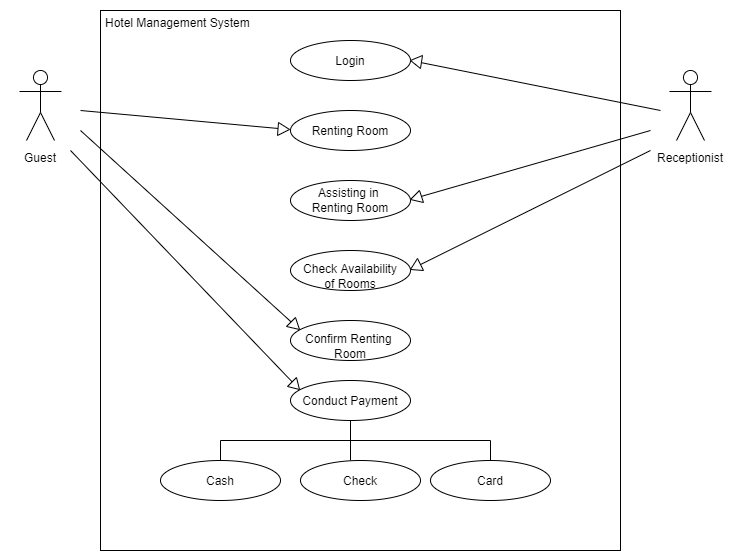 Hotel Management System
Login
Renting Room
Guest
Receptionist
Assisting in
Renting Room
Check Availability
of Rooms
Confirm Renting
Room
Conduct Payment
Cash
Check
Card